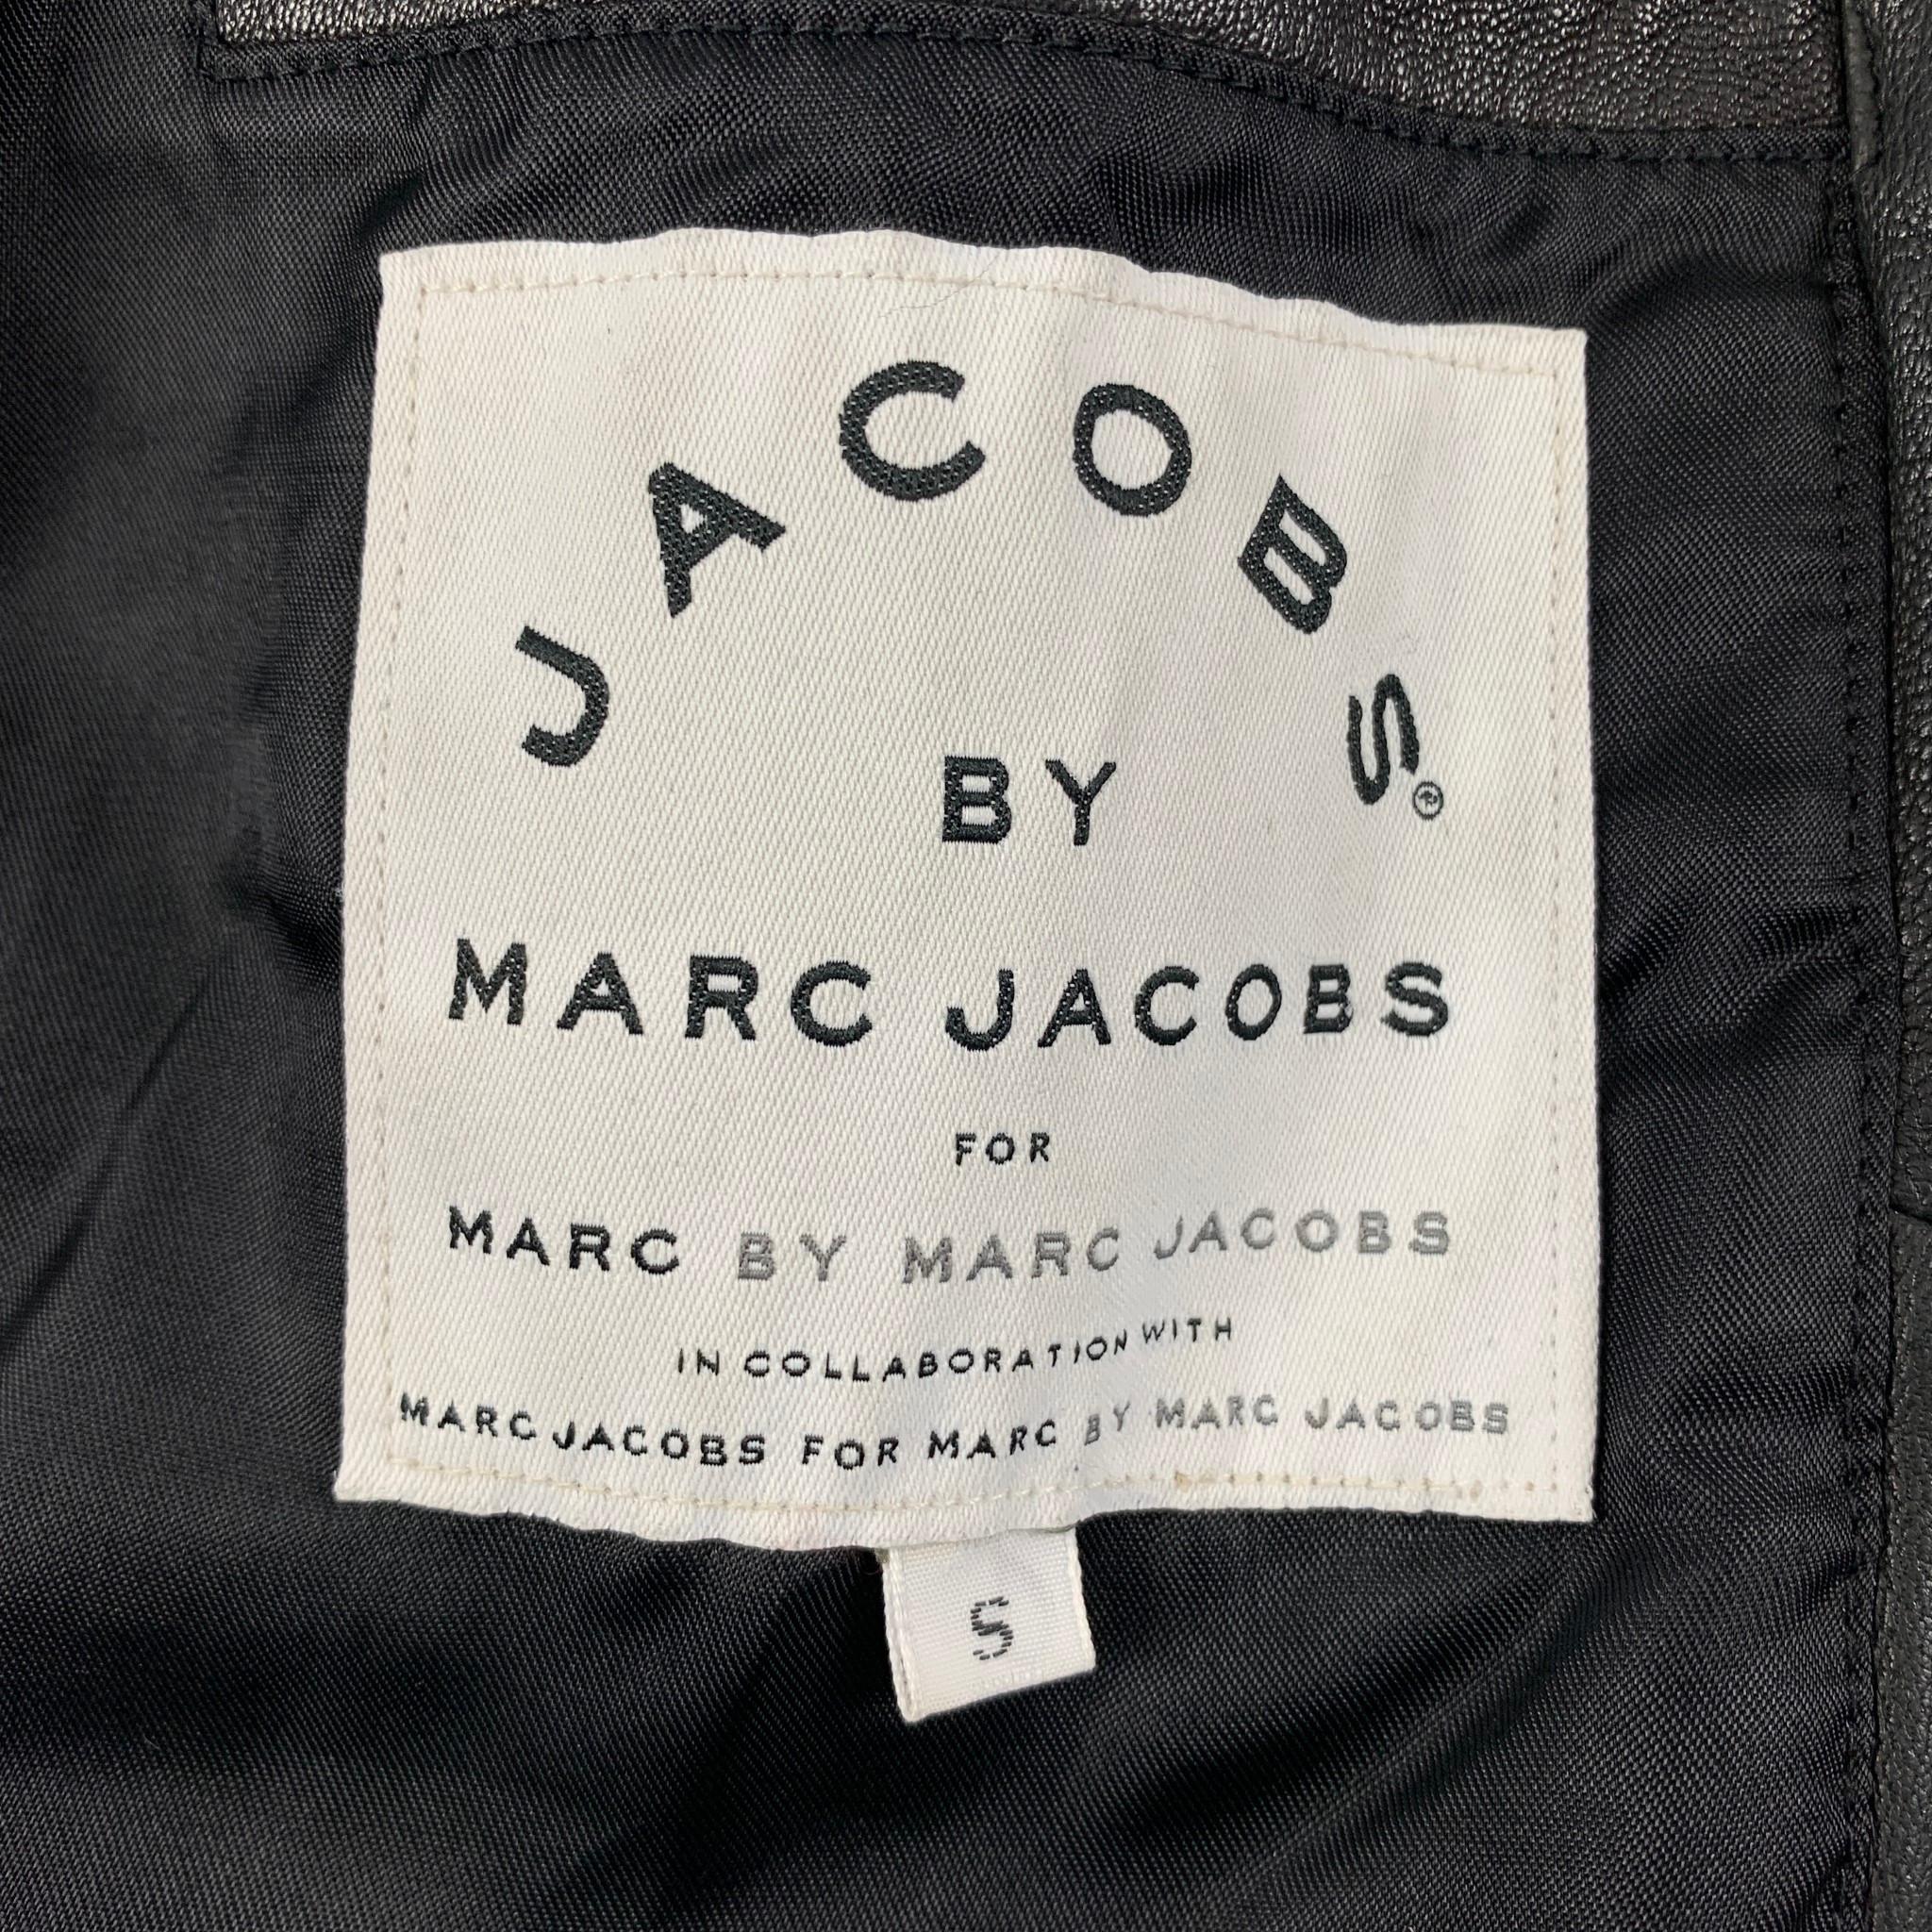 JACOBS®
BY
MARC JACOBS
FOR
MARC BY MARC JACOBS
IN COLLABORATION WITH
MARC JACOBS FOR MARC BY MARC JACOBS
S